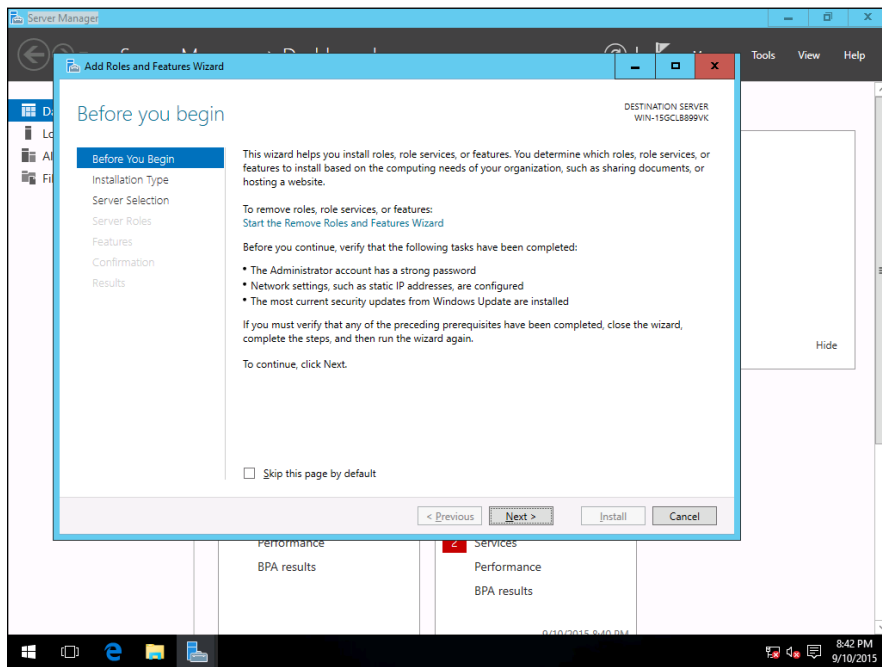 Server Manager
Tools View Help
Add Roles and Features Wizard
Before you begin
DESTINATION SERVER
WIN-15GCLB899VK
Before You Begin
Installation Type
Server Selection
Server Roles
Features
Confirmation
Results
This wizard helps you install roles, role services, or features. You determine which roles, role services, or
features to install based on the computing needs of your organization, such as sharing documents, or
hosting a website.
To remove roles, role services, or features:
Start the Remove Roles and Features Wizard
Before you continue, verify that the following tasks have been completed:
• The Administrator account has a strong password
• Network settings, such as static IP addresses, are configured
• The most current security updates from Windows Update are installed
If you must verify that any of the preceding prerequisites have been completed, close the wizard,
complete the steps, and then run the wizard again.
To continue, click Next.
Skip this page by default
< Previous Next > Install Cancel
Hide
Performance
BPA results
2 Services
Performance
BPA results
9/10/2015 8:40 PM
8:42 PM
9/10/2015